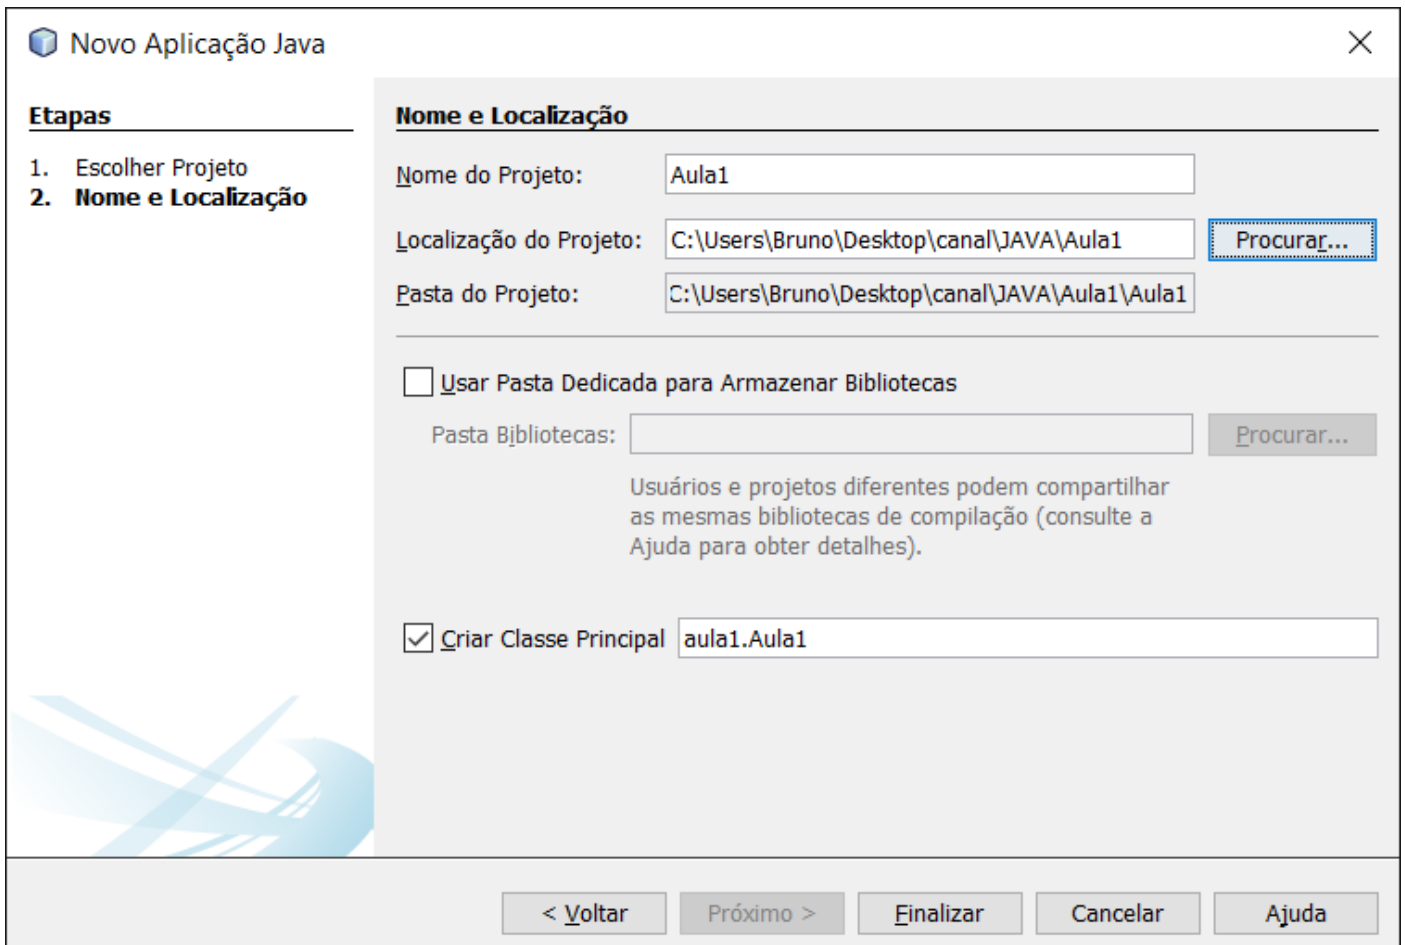 Novo Aplicação Java
Etapas
1. Escolher Projeto
2. Nome e Localização
Nome e Localização
Nome do Projeto: Aula1
Localização do Projeto: C:\Users\Bruno\Desktop\canal\JAVA\Aula1 Procurar...
Pasta do Projeto: C:\Users\Bruno\Desktop\canal\JAVA\Aula1\Aula1
Usar Pasta Dedicada para Armazenar Bibliotecas
Pasta Bibliotecas: Procurar...
Usuários e projetos diferentes podem compartilhar
as mesmas bibliotecas de compilação (consulte a
Ajuda para obter detalhes).
Criar Classe Principal aula1.Aula1
< Voltar Próximo > Finalizar Cancelar Ajuda